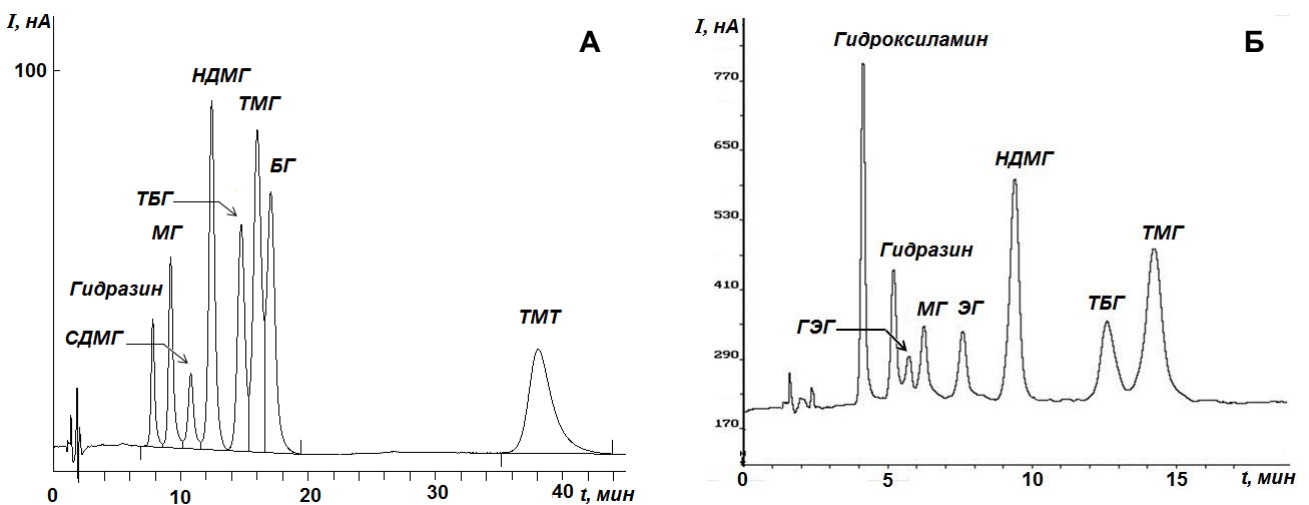 I, нА
А
100
НДМГ
ТМГ
БГ
ТБГ
МГ
Гидразин
СДМГ
ТМТ
0
10
20
30
40
t, мин
I, нА
Б
Гидроксиламин
770
650
НДМГ
530
ТМГ
Гидразин
410
ГЭГ
МГ
ЭГ
ТБГ
290
170
0
5
10
15
t, мин